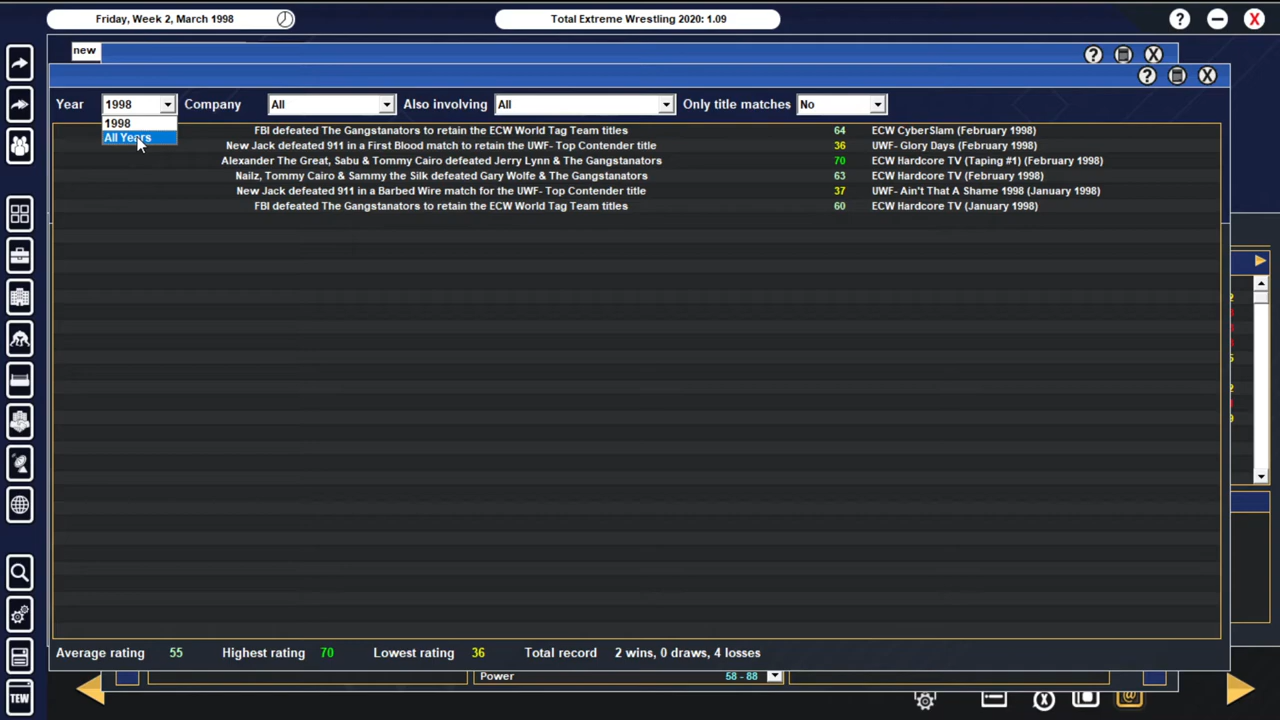 Friday, Week 2, March 1998
Total Extreme Wrestling 2020: 1.09
new
Year 1998 Company All Also involving All Only title matches No
1998
All Years
FBI defeated The Gangstanators to retain the ECW World Tag Team titles 64 ECW CyberSlam (February 1998)
New Jack defeated 911 in a First Blood match to retain the UWF- Top Contender title 36 UWF- Glory Days (February 1998)
Alexander The Great, Sabu & Tommy Cairo defeated Jerry Lynn & The Gangstanators 70 ECW Hardcore TV (Taping #1) (February 1998)
Nailz, Tommy Cairo & Sammy the Silk defeated Gary Wolfe & The Gangstanators 63 ECW Hardcore TV (February 1998)
New Jack defeated 911 in a Barbed Wire match for the UWF- Top Contender title 37 UWF- Ain't That A Shame 1998 (January 1998)
FBI defeated The Gangstanators to retain the ECW World Tag Team titles 60 ECW Hardcore TV (January 1998)
Average rating 55 Highest rating 70 Lowest rating 36 Total record 2 wins, 0 draws, 4 losses
Power 58 - 88
TEW